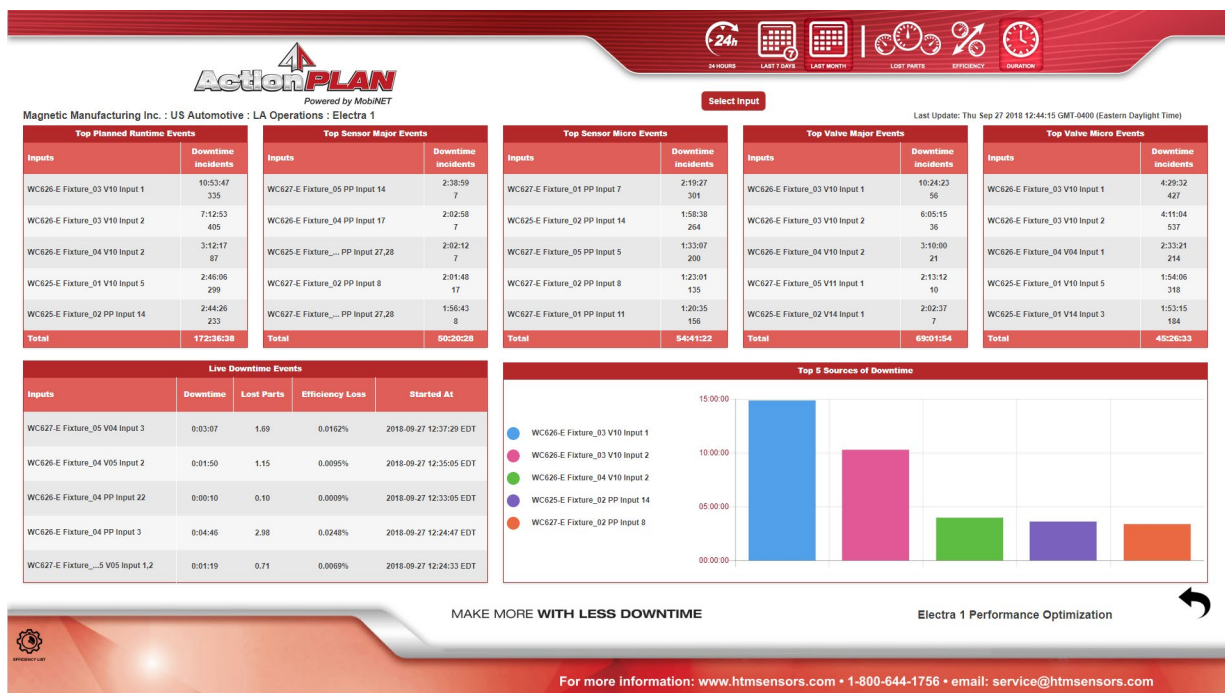 24h
24 HOURS
7
LAST 7 DAYS
LAST MONTH
LOST PARTS
EFFICIENCY
DURATION
ActionPLAN
Powered by MobiNET
Select Input
Magnetic Manufacturing Inc. : US Automotive : LA Operations : Electra 1
Last Update: Thu Sep 27 2018 12:44:15 GMT-0400 (Eastern Daylight Time)
Top Planned Runtime Events
Inputs Downtime incidents
WC626-E Fixture_03 V10 Input 1 10:53:47 335
WC626-E Fixture_03 V10 Input 2 7:12:53 405
WC626-E Fixture_04 V10 Input 2 3:12:17 87
WC625-E Fixture_01 V10 Input 5 2:46:06 299
WC625-E Fixture_02 PP Input 14 2:44:26 233
Total 172:36:38
Top Sensor Major Events
Inputs Downtime incidents
WC627-E Fixture_05 PP Input 14 2:38:59 7
WC626-E Fixture_04 PP Input 17 2:02:58 7
WC625-E Fixture_... PP Input 27,28 2:02:12 7
WC627-E Fixture_02 PP Input 8 2:01:48 17
WC627-E Fixture_... PP Input 27,28 1:56:43 8
Total 50:20:28
Top Sensor Micro Events
Inputs Downtime incidents
WC627-E Fixture_01 PP Input 7 2:19:27 301
WC625-E Fixture_02 PP Input 14 1:58:38 264
WC627-E Fixture_05 PP Input 5 1:33:07 200
WC627-E Fixture_02 PP Input 8 1:23:01 135
WC627-E Fixture_01 PP Input 11 1:20:35 156
Total 54:41:22
Top Valve Major Events
Inputs Downtime incidents
WC626-E Fixture_03 V10 Input 1 10:24:23 56
WC626-E Fixture_03 V10 Input 2 6:05:15 36
WC626-E Fixture_04 V10 Input 2 3:10:00 21
WC627-E Fixture_05 V11 Input 1 2:13:12 10
WC625-E Fixture_02 V14 Input 1 2:02:37 7
Total 69:01:54
Top Valve Micro Events
Inputs Downtime incidents
WC626-E Fixture_03 V10 Input 1 4:29:32 427
WC626-E Fixture_03 V10 Input 2 4:11:04 537
WC626-E Fixture_04 V04 Input 1 2:33:21 214
WC625-E Fixture_01 V10 Input 5 1:54:06 318
WC625-E Fixture_01 V14 Input 3 1:53:15 184
Total 45:26:33
Live Downtime Events
Inputs Downtime Lost Parts Efficiency Loss Started At
WC627-E Fixture_05 V04 Input 3 0:03:07 1.69 0.0162% 2018-09-27 12:37:29 EDT
WC626-E Fixture_04 V05 Input 2 0:01:50 1.15 0.0095% 2018-09-27 12:35:05 EDT
WC626-E Fixture_04 PP Input 22 0:00:10 0.10 0.0009% 2018-09-27 12:33:05 EDT
WC626-E Fixture_04 PP Input 3 0:04:46 2.98 0.0248% 2018-09-27 12:24:47 EDT
WC627-E Fixture_...5 V05 Input 1,2 0:01:19 0.71 0.0069% 2018-09-27 12:24:33 EDT
Top 5 Sources of Downtime
WC626-E Fixture_03 V10 Input 1
WC626-E Fixture_03 V10 Input 2
WC626-E Fixture_04 V10 Input 2
WC625-E Fixture_02 PP Input 14
WC627-E Fixture_02 PP Input 8
15:00:00
10:00:00
05:00:00
00:00:00
MAKE MORE WITH LESS DOWNTIME
Electra 1 Performance Optimization
EFFICIENCY LIST
For more information: www.htmsensors.com • 1-800-644-1756 • email: service@htmsensors.com